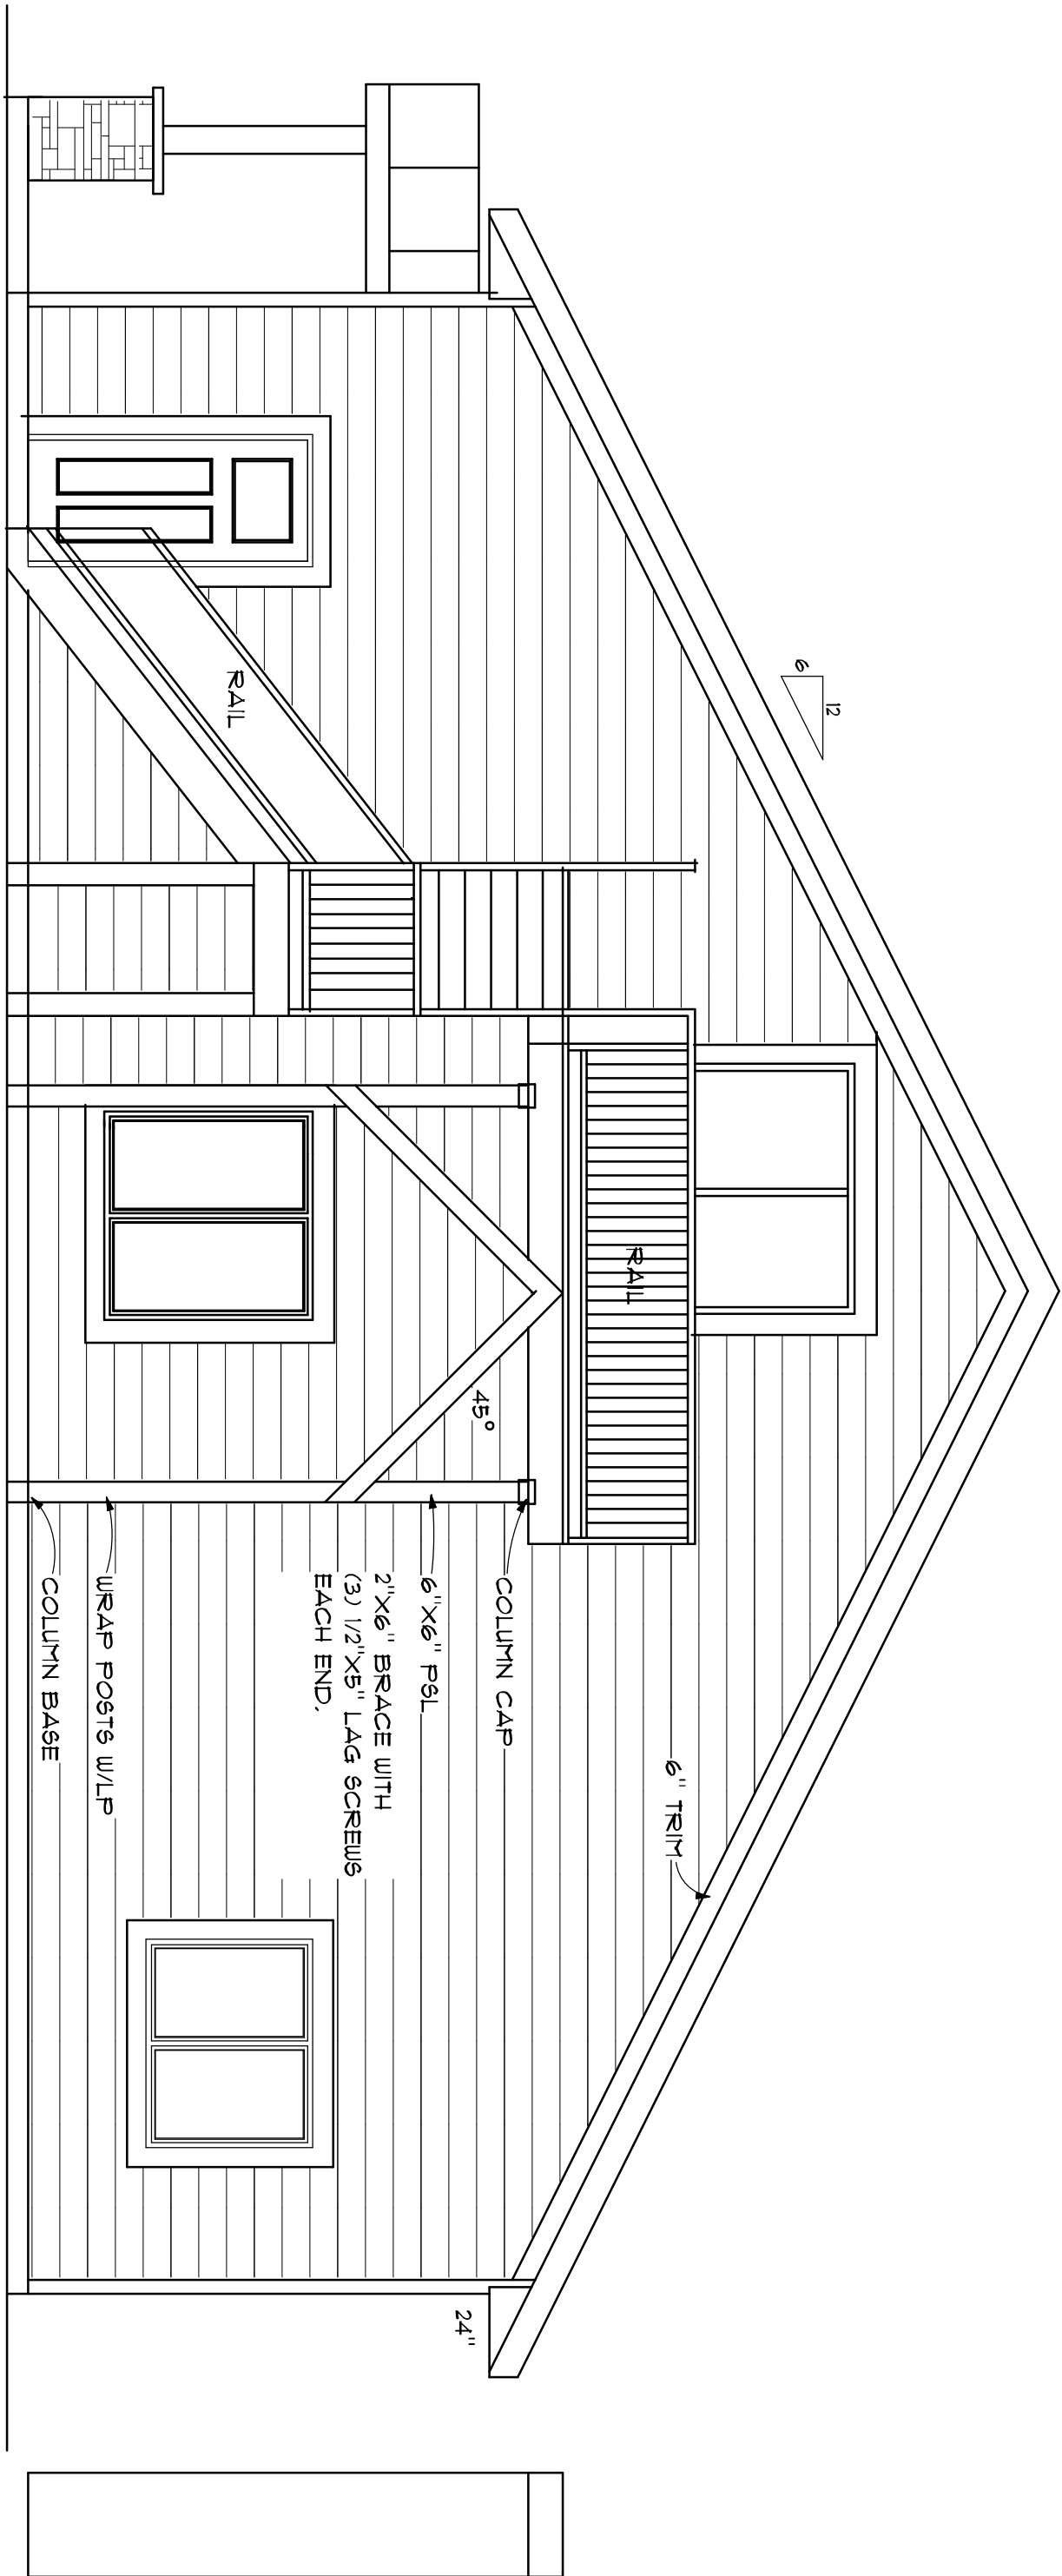 12
6
6" TRIM
RAIL
COLUMN CAP
45°
24"
6"X6" PSL
2"X6" BRACE WITH
(3) 1/2"X5" LAG SCREWS
EACH END.
RAIL
WRAP POSTS W/LP
COLUMN BASE